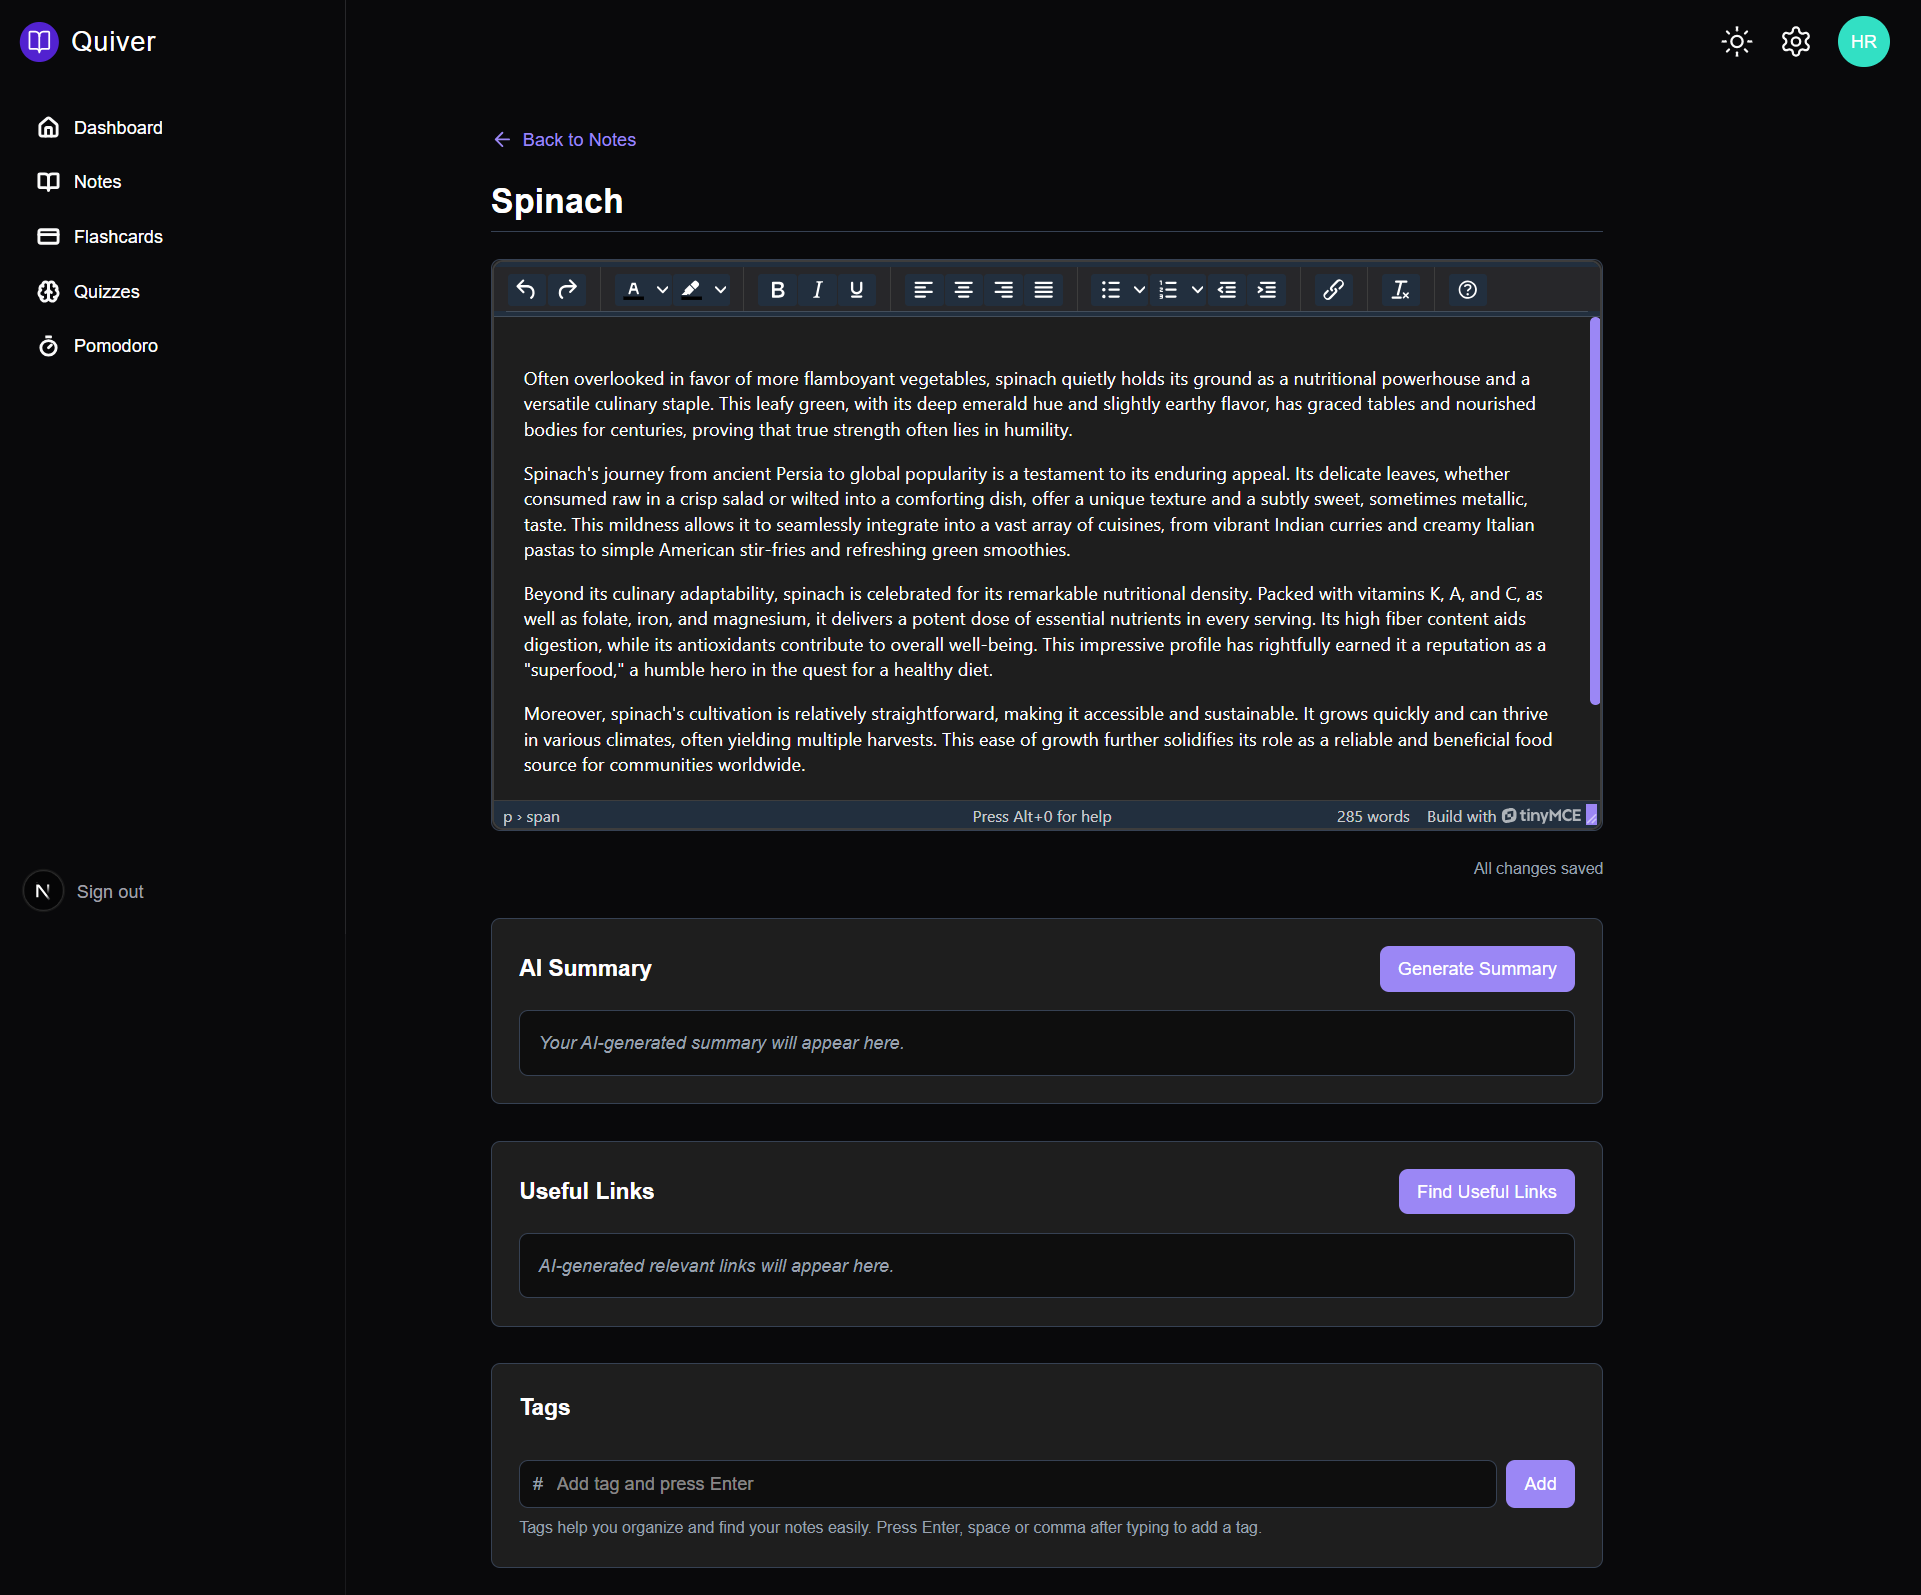 Quiver
HR
Dashboard
Notes
Flashcards
Quizzes
Pomodoro
N Sign out
Back to Notes
Spinach
A B I U
Often overlooked in favor of more flamboyant vegetables, spinach quietly holds its ground as a nutritional powerhouse and a
versatile culinary staple. This leafy green, with its deep emerald hue and slightly earthy flavor, has graced tables and nourished
bodies for centuries, proving that true strength often lies in humility.
Spinach's journey from ancient Persia to global popularity is a testament to its enduring appeal. Its delicate leaves, whether
consumed raw in a crisp salad or wilted into a comforting dish, offer a unique texture and a subtly sweet, sometimes metallic,
taste. This mildness allows it to seamlessly integrate into a vast array of cuisines, from vibrant Indian curries and creamy Italian
pastas to simple American stir-fries and refreshing green smoothies.
Beyond its culinary adaptability, spinach is celebrated for its remarkable nutritional density. Packed with vitamins K, A, and C, as
well as folate, iron, and magnesium, it delivers a potent dose of essential nutrients in every serving. Its high fiber content aids
digestion, while its antioxidants contribute to overall well-being. This impressive profile has rightfully earned it a reputation as a
"superfood," a humble hero in the quest for a healthy diet.
Moreover, spinach's cultivation is relatively straightforward, making it accessible and sustainable. It grows quickly and can thrive
in various climates, often yielding multiple harvests. This ease of growth further solidifies its role as a reliable and beneficial food
source for communities worldwide.
p › span Press Alt+0 for help 285 words Build with tinyMCE
All changes saved
AI Summary
Generate Summary
Your AI-generated summary will appear here.
Useful Links
Find Useful Links
AI-generated relevant links will appear here.
Tags
# Add tag and press Enter
Add
Tags help you organize and find your notes easily. Press Enter, space or comma after typing to add a tag.